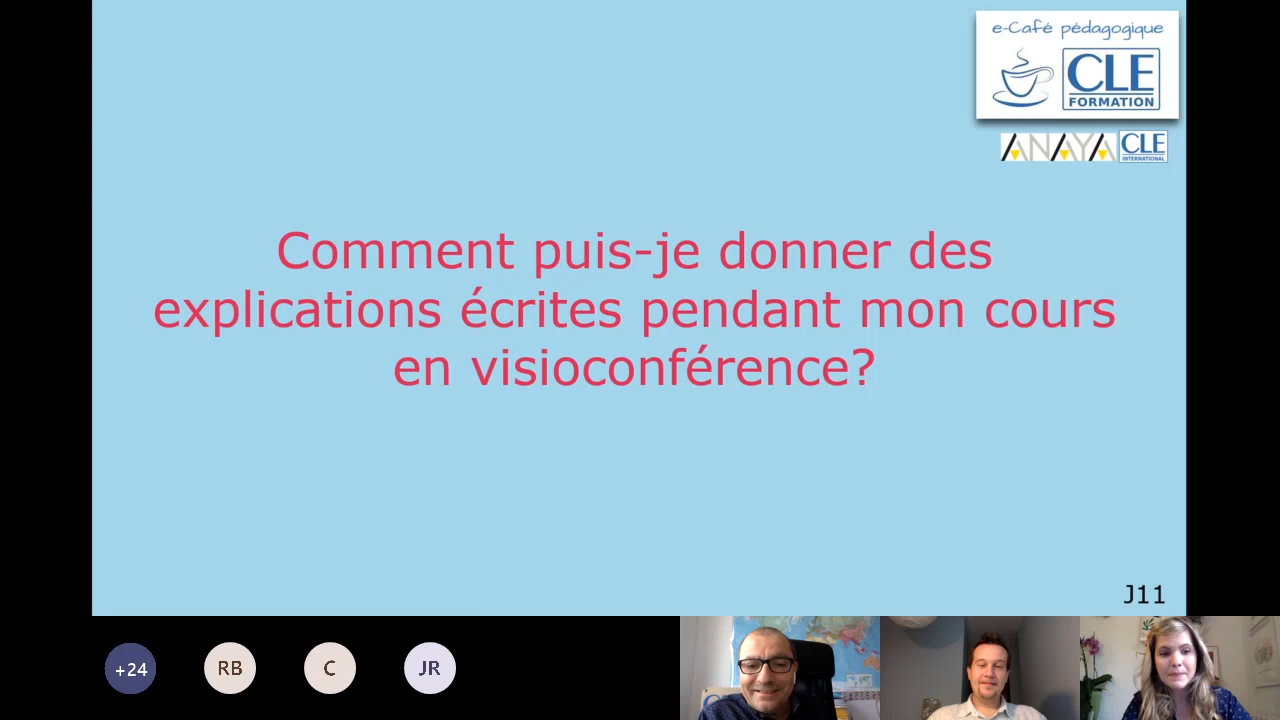 e-Café pédagogique
CLE
FORMATION
ANAYA
CLE
INTERNATIONAL
Comment puis-je donner des
explications écrites pendant mon cours
en visioconférence?
J11
+24
RB
C
JR